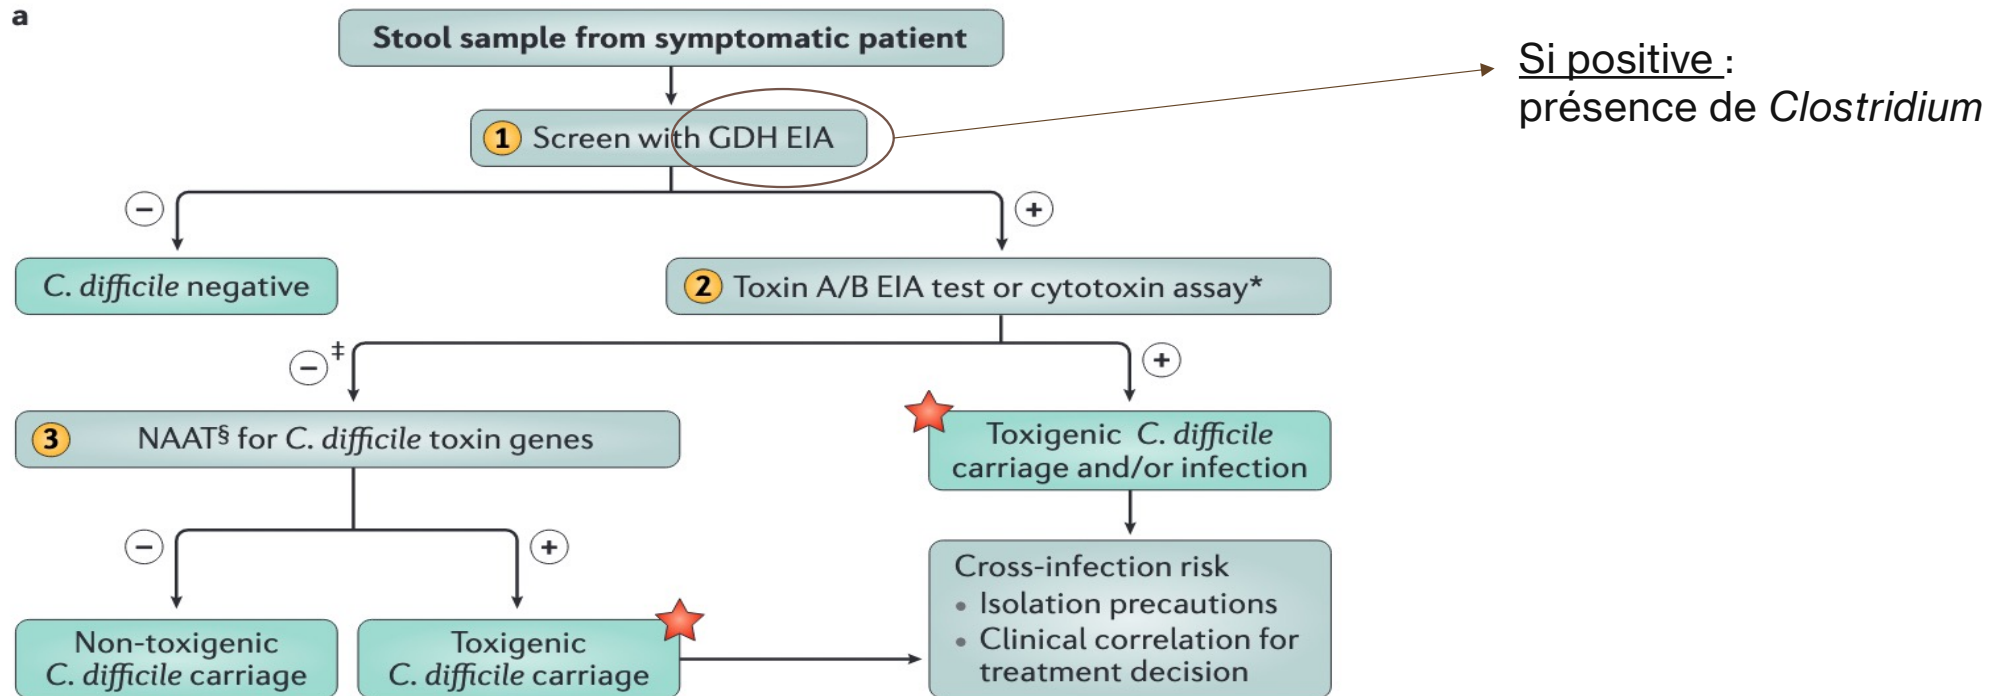 a
Stool sample from symptomatic patient
Si positive :
présence de Clostridium
1 Screen with GDH EIA
−
+
C. difficile negative
2 Toxin A/B EIA test or cytotoxin assay*
−‡
+
3 NAAT§ for C. difficile toxin genes
Toxigenic C. difficile
carriage and/or infection
−
+
Non-toxigenic
C. difficile carriage
Toxigenic
C. difficile carriage
Cross-infection risk
• Isolation precautions
• Clinical correlation for
treatment decision